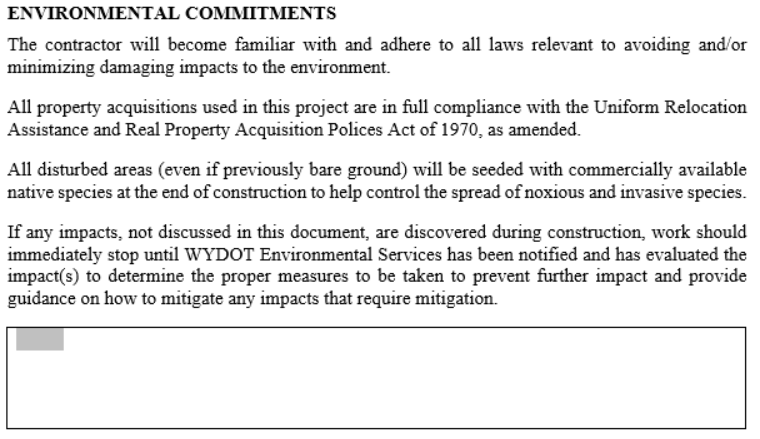 ENVIRONMENTAL COMMITMENTS
The contractor will become familiar with and adhere to all laws relevant to avoiding and/or
minimizing damaging impacts to the environment.
All property acquisitions used in this project are in full compliance with the Uniform Relocation
Assistance and Real Property Acquisition Polices Act of 1970, as amended.
All disturbed areas (even if previously bare ground) will be seeded with commercially available
native species at the end of construction to help control the spread of noxious and invasive species.
If any impacts, not discussed in this document, are discovered during construction, work should
immediately stop until WYDOT Environmental Services has been notified and has evaluated the
impact(s) to determine the proper measures to be taken to prevent further impact and provide
guidance on how to mitigate any impacts that require mitigation.